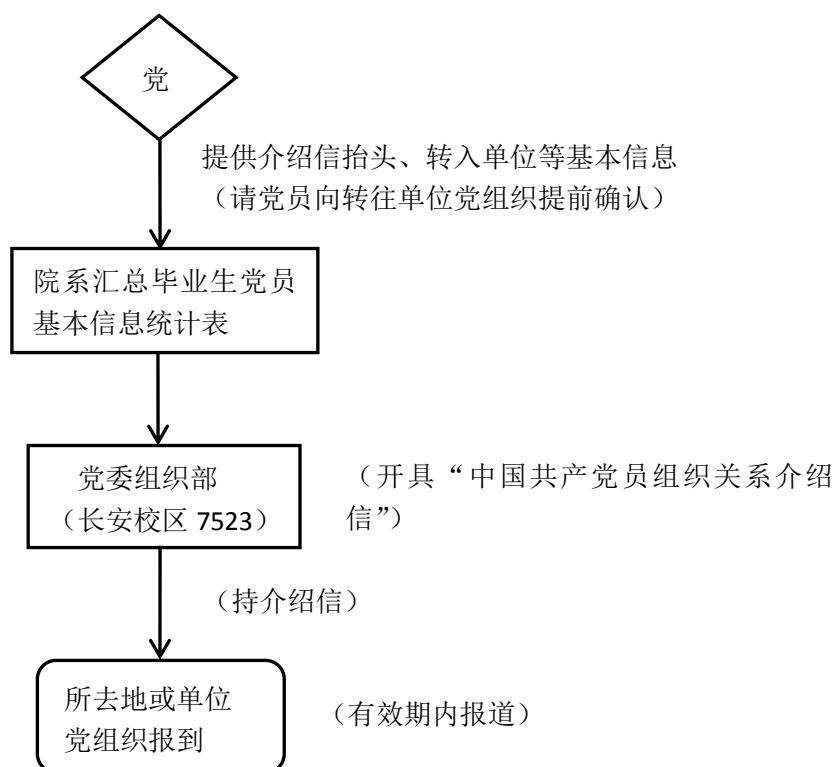 党
提供介绍信抬头、转入单位等基本信息
（请党员向转往单位党组织提前确认）
院系汇总毕业生党员
基本信息统计表
党委组织部
（长安校区 7523）
（开具“中国共产党员组织关系介绍
信”）
（持介绍信）
所去地或单位
党组织报到
（有效期内报道）